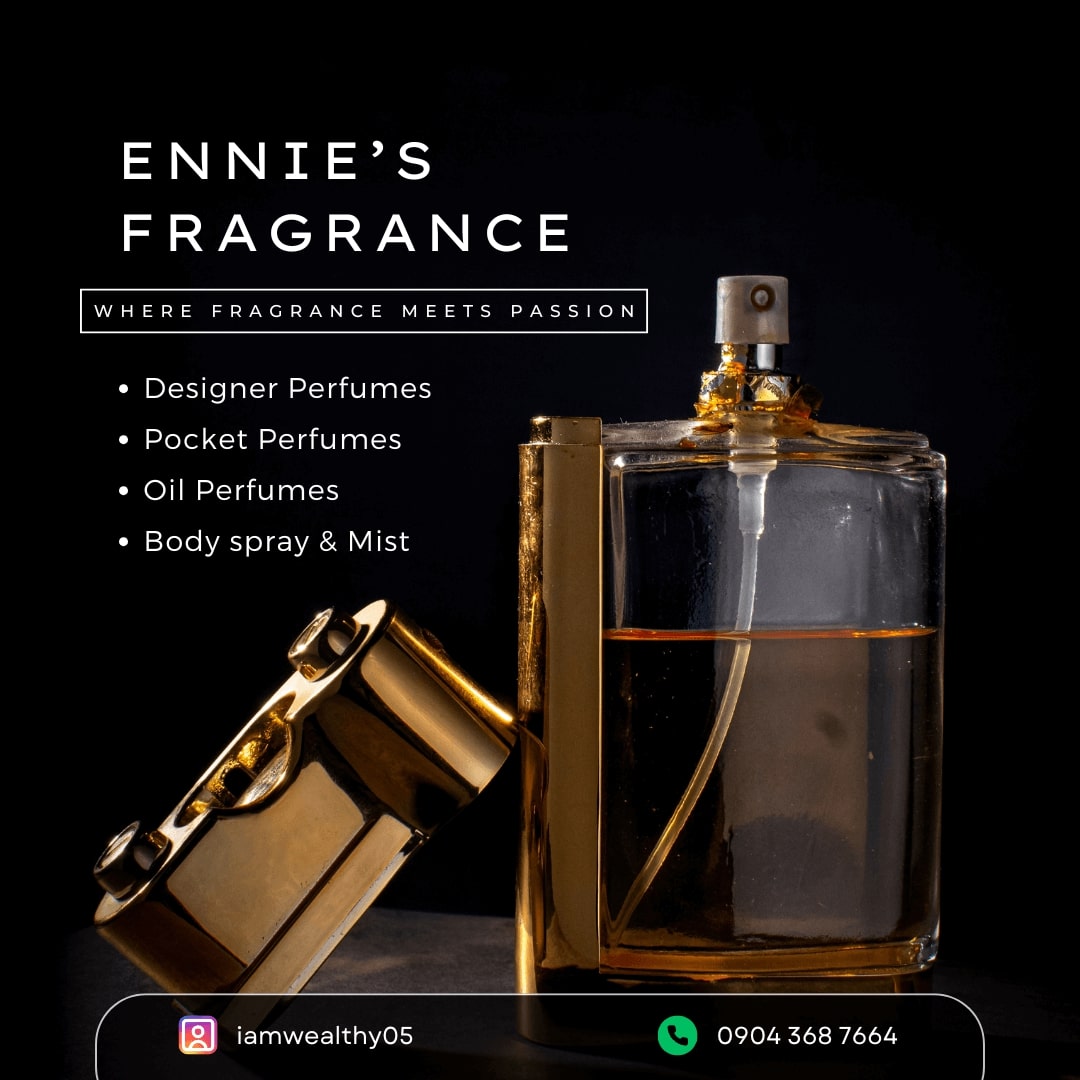 ENNIE’S
FRAGRANCE
WHERE FRAGRANCE MEETS PASSION
• Designer Perfumes
• Pocket Perfumes
• Oil Perfumes
• Body spray & Mist
iamwealthy05
0904 368 7664